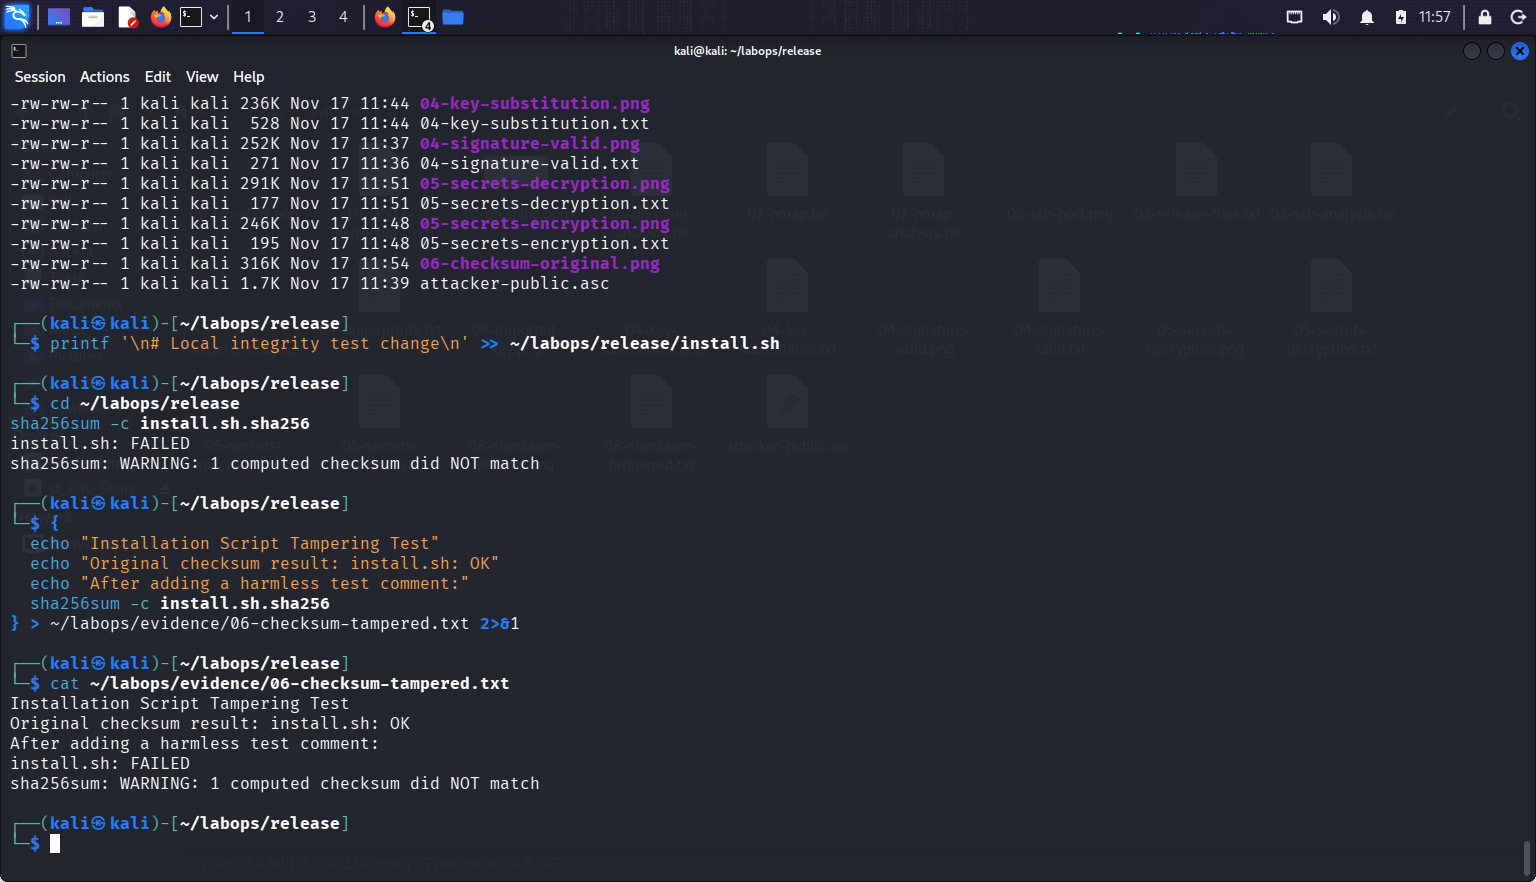 1 2 3 4
4
11:57
kali@kali: ~/labops/release
Session Actions Edit View Help
-rw-rw-r-- 1 kali kali 236K Nov 17 11:44 04-key-substitution.png
-rw-rw-r-- 1 kali kali  528 Nov 17 11:44 04-key-substitution.txt
-rw-rw-r-- 1 kali kali 252K Nov 17 11:37 04-signature-valid.png
-rw-rw-r-- 1 kali kali  271 Nov 17 11:36 04-signature-valid.txt
-rw-rw-r-- 1 kali kali 291K Nov 17 11:51 05-secrets-decryption.png
-rw-rw-r-- 1 kali kali  177 Nov 17 11:51 05-secrets-decryption.txt
-rw-rw-r-- 1 kali kali 246K Nov 17 11:48 05-secrets-encryption.png
-rw-rw-r-- 1 kali kali  195 Nov 17 11:48 05-secrets-encryption.txt
-rw-rw-r-- 1 kali kali 316K Nov 17 11:54 06-checksum-original.png
-rw-rw-r-- 1 kali kali 1.7K Nov 17 11:39 attacker-public.asc
┌──(kali㉿kali)-[~/labops/release]
└─$ printf '\n# Local integrity test change\n' >> ~/labops/release/install.sh
┌──(kali㉿kali)-[~/labops/release]
└─$ cd ~/labops/release
sha256sum -c install.sh.sha256
install.sh: FAILED
sha256sum: WARNING: 1 computed checksum did NOT match
┌──(kali㉿kali)-[~/labops/release]
└─$ {
  echo "Installation Script Tampering Test"
  echo "Original checksum result: install.sh: OK"
  echo "After adding a harmless test comment:"
  sha256sum -c install.sh.sha256
} > ~/labops/evidence/06-checksum-tampered.txt 2>&1
┌──(kali㉿kali)-[~/labops/release]
└─$ cat ~/labops/evidence/06-checksum-tampered.txt
Installation Script Tampering Test
Original checksum result: install.sh: OK
After adding a harmless test comment:
install.sh: FAILED
sha256sum: WARNING: 1 computed checksum did NOT match
┌──(kali㉿kali)-[~/labops/release]
└─$